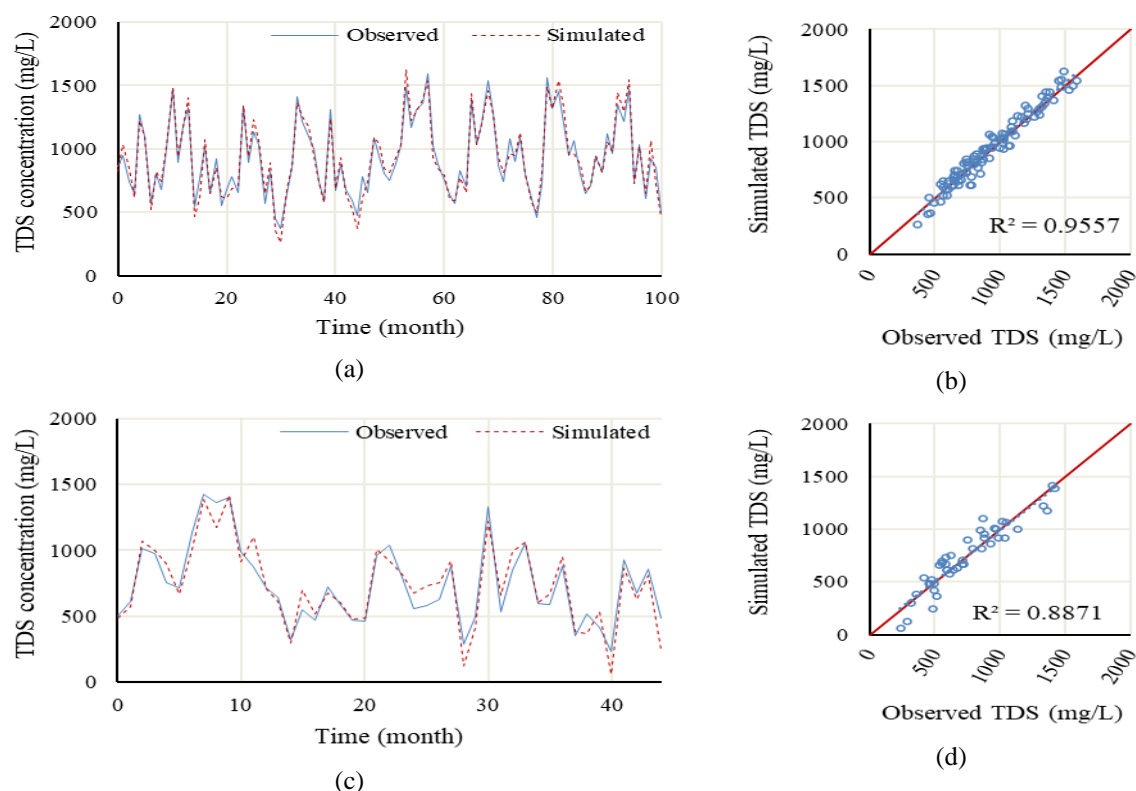 2000
1500
1000
500
0
TDS concentration (mg/L)
Observed
Simulated
0 20 40 60 80 100
Time (month)
(a)
2000
1500
1000
500
0
Simulated TDS (mg/L)
R² = 0.9557
0 500 1000 1500 2000
Observed TDS (mg/L)
(b)
2000
1500
1000
500
0
TDS concentration (mg/L)
Observed
Simulated
0 10 20 30 40
Time (month)
(c)
2000
1500
1000
500
0
Simulated TDS (mg/L)
R² = 0.8871
0 500 1000 1500 2000
Observed TDS (mg/L)
(d)